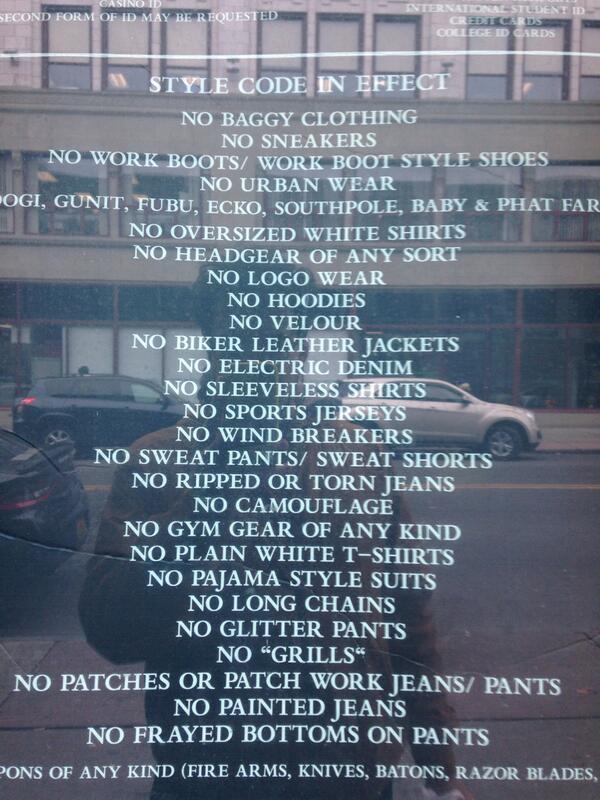 CASINO ID
SECOND FORM OF ID MAY BE REQUESTED
INTERNATIONAL STUDENT ID
CREDIT CARDS
COLLEGE ID CARDS
STYLE CODE IN EFFECT
NO BAGGY CLOTHING
NO SNEAKERS
NO WORK BOOTS/ WORK BOOT STYLE SHOES
NO URBAN WEAR
OOGI, GUNIT, FUBU, ECKO, SOUTHPOLE, BABY & PHAT FAR
NO OVERSIZED WHITE SHIRTS
NO HEADGEAR OF ANY SORT
NO LOGO WEAR
NO HOODIES
NO VELOUR
NO BIKER LEATHER JACKETS
NO ELECTRIC DENIM
NO SLEEVELESS SHIRTS
NO SPORTS JERSEYS
NO WIND BREAKERS
NO SWEAT PANTS/ SWEAT SHORTS
NO RIPPED OR TORN JEANS
NO CAMOUFLAGE
NO GYM GEAR OF ANY KIND
NO PLAIN WHITE T-SHIRTS
NO PAJAMA STYLE SUITS
NO LONG CHAINS
NO GLITTER PANTS
NO “GRILLS“
NO PATCHES OR PATCH WORK JEANS/ PANTS
NO PAINTED JEANS
NO FRAYED BOTTOMS ON PANTS
PONS OF ANY KIND (FIRE ARMS, KNIVES, BATONS, RAZOR BLADES,